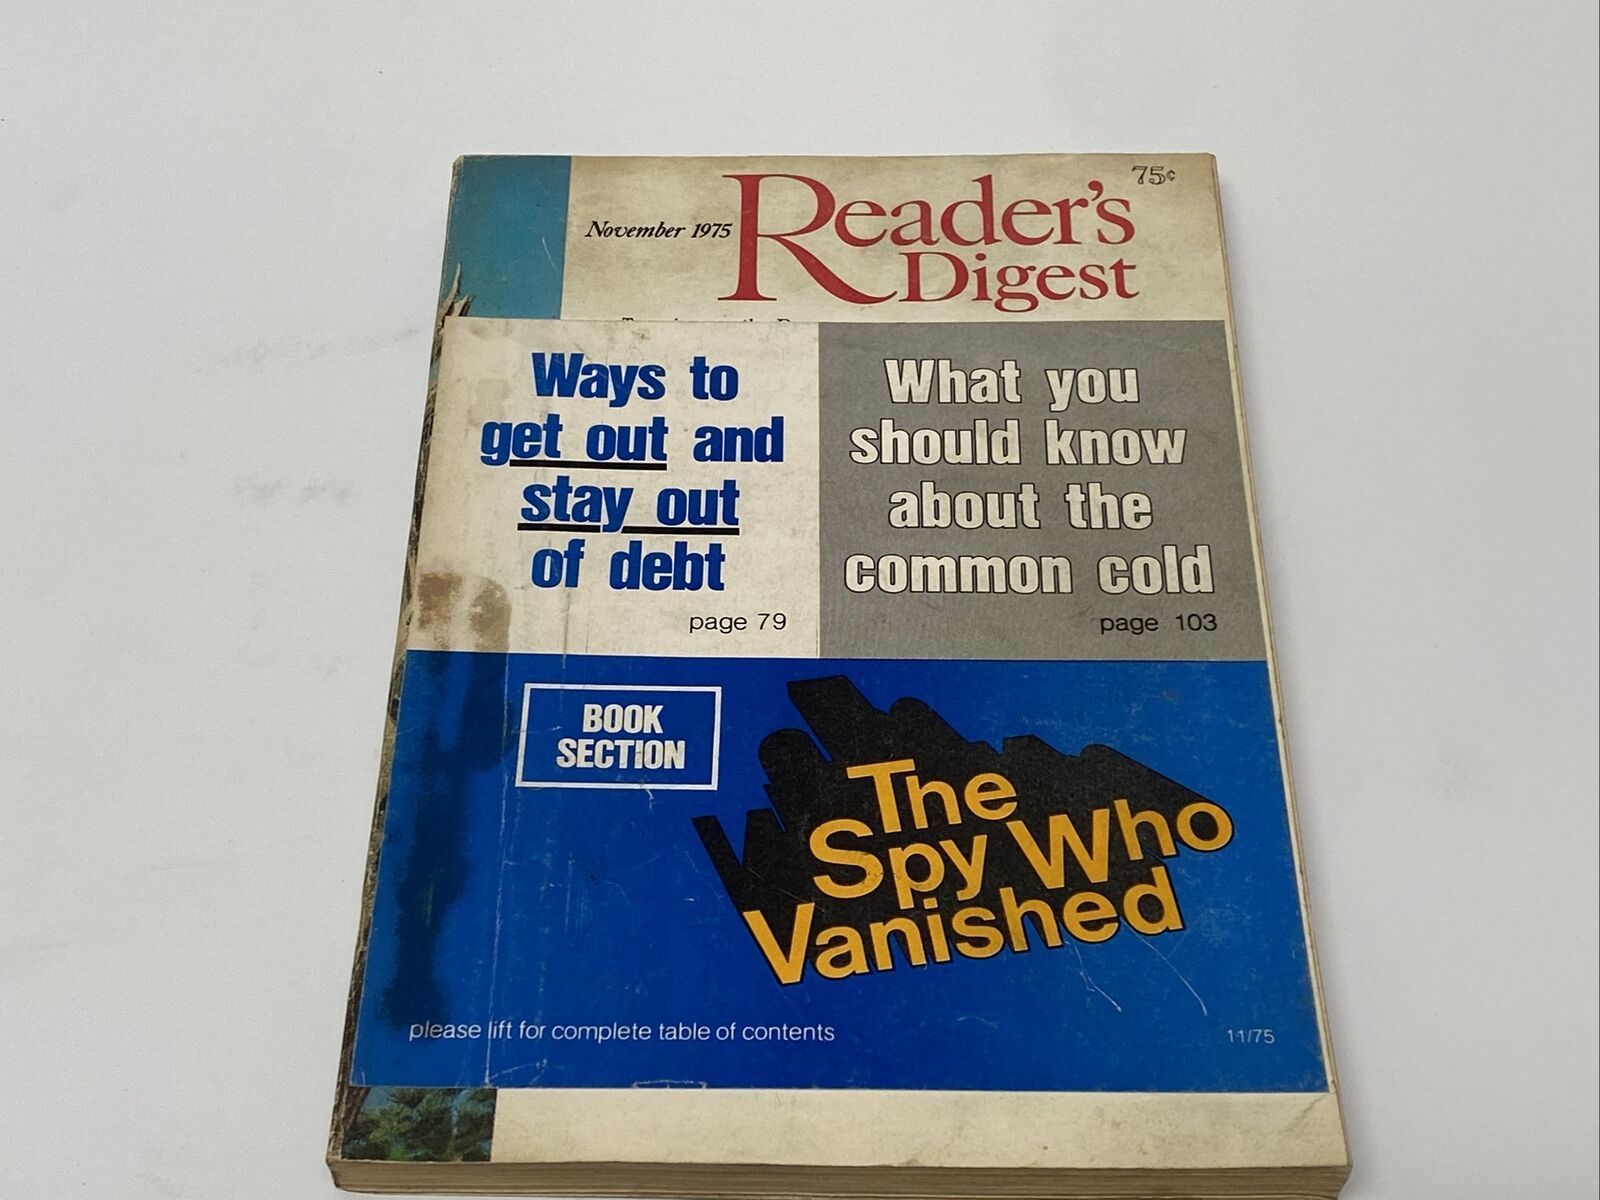 75¢
November 1975
Reader's
Digest
Ways to
get out and
stay out
of debt
page 79
What you
should know
about the
common cold
page 103
BOOK
SECTION
The
Spy Who
Vanished
please lift for complete table of contents
11/75